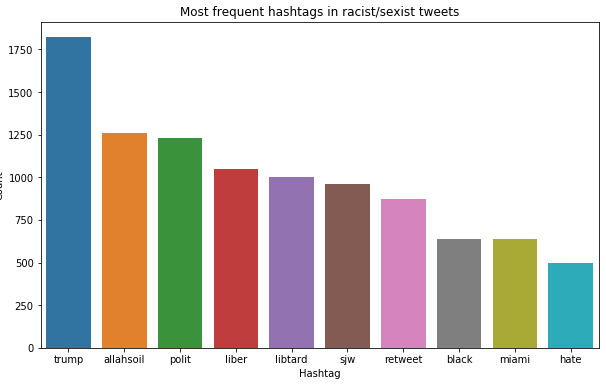 Most frequent hashtags in racist/sexist tweets
1750
1500
1250
1000
750
500
250
0
trump allahsoil polit liber libtard sjw retweet black miami hate
Hashtag